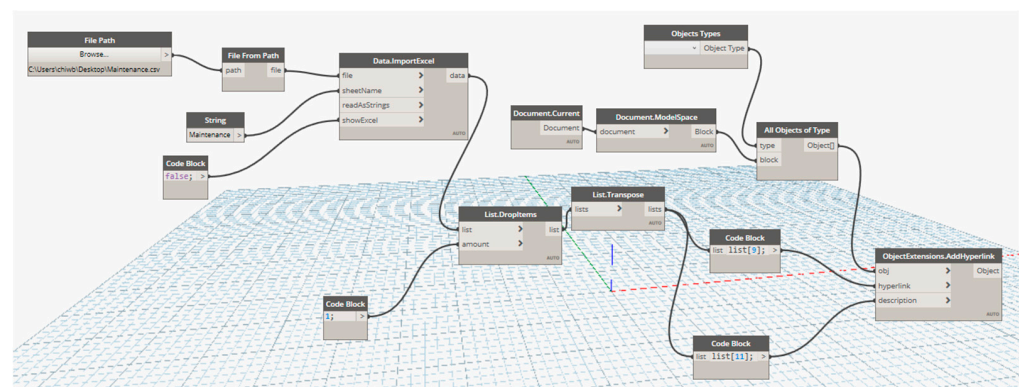 File Path
Browse... >
C:\Users\chiwb\Desktop\Maintenance.csv
File From Path
path file
String
Maintenance >
Code Block
false; >
Data.ImportExcel
file > data
sheetName >
readAsStrings >
showExcel >
AUTO
Document.Current
Document
AUTO
Document.ModelSpace
document > Block
AUTO
Objects Types
Object Type
All Objects of Type
type Object[]
block
List.DropItems
list > list
amount >
AUTO
List.Transpose
lists > lists
AUTO
Code Block
1; >
Code Block
list list[9]; >
Code Block
list list[11]; >
ObjectExtensions.AddHyperlink
obj > Object
hyperlink >
description >
AUTO